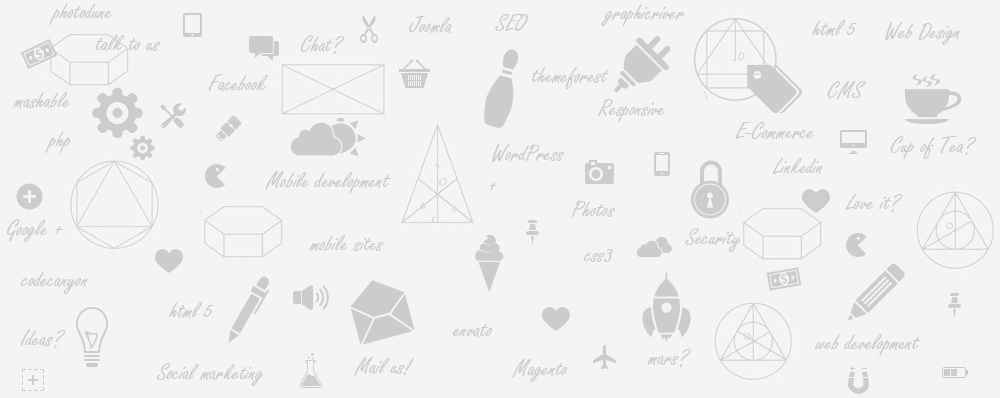 photodune
graphicriver
SEO
Joomla
html 5
Web Design
talk to us
Chat?
themeforest
Facebook
CMS
mashable
Responsive
E-Commerce
php
Cup of Tea?
WordPress
Linkedin
Mobile development
Love it?
Photos
Google +
Security
mobile sites
css3
codecanyon
html 5
envato
Ideas?
web development
mars?
Mail us!
Magento
Social marketing